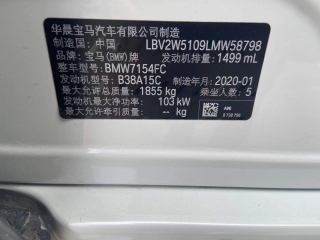 华晨宝马汽车有限公司制造
制造国：中国 LBV2W5109LMW58798
品牌：宝马(BMW)牌 发动机排量：1499 mL
整车型号：BMW7154FC
发动机型号：B38A15C 制造年月：2020-01
最大允许总质量：1855 kg 乘坐人数：5
发动机最大净功率：103 kW
最大允许牵引质量：-- kg